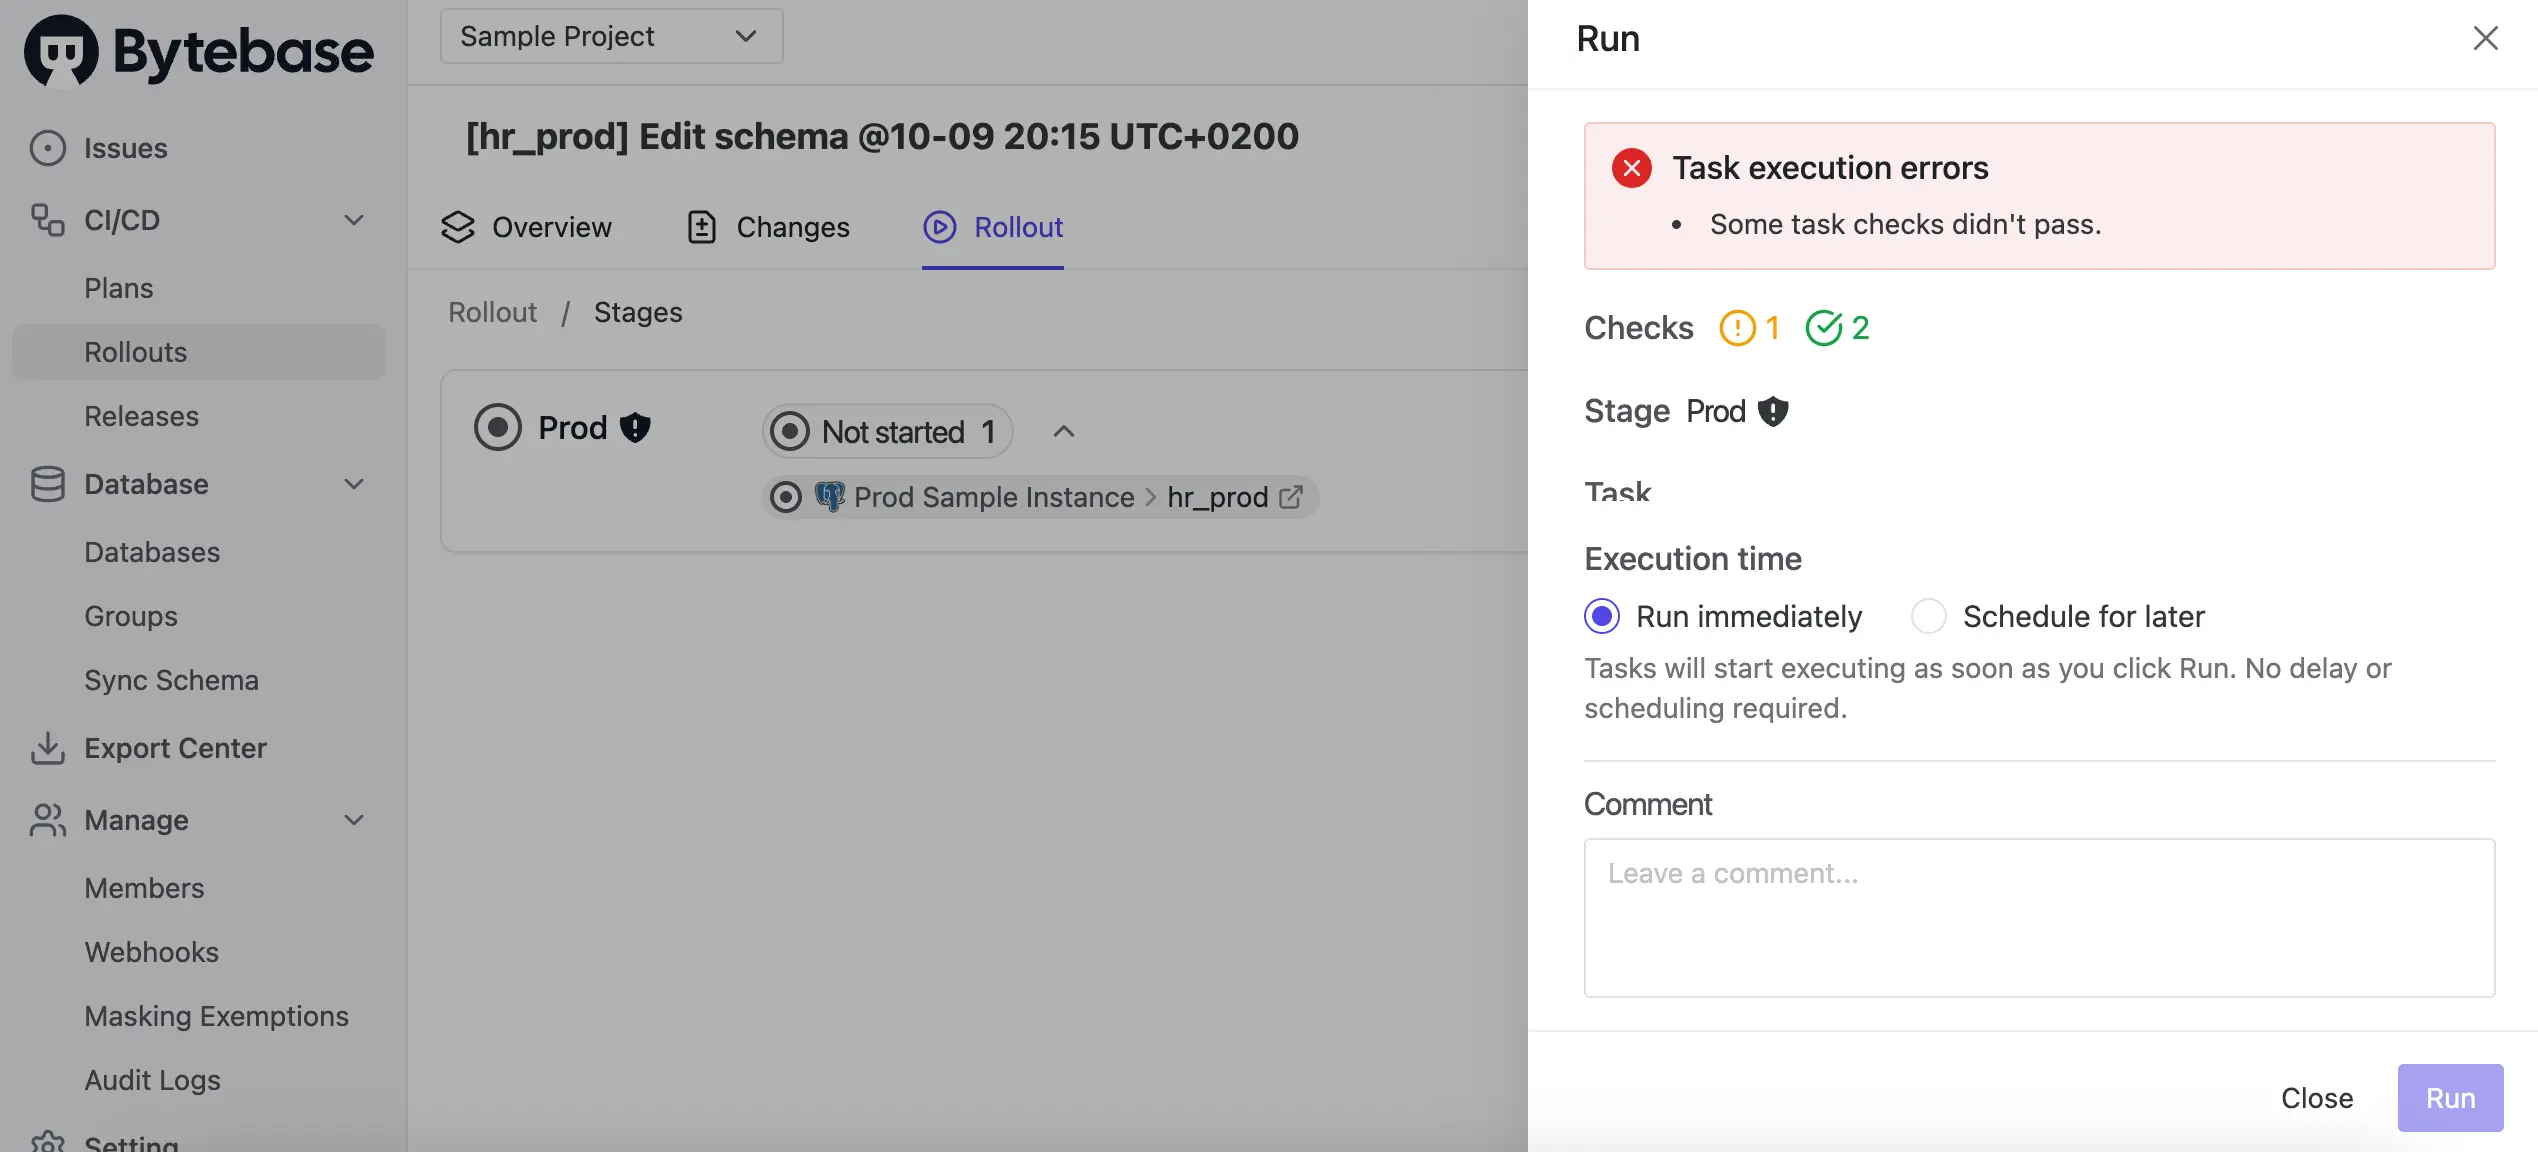 Bytebase
Issues
CI/CD
Plans
Rollouts
Releases
Database
Databases
Groups
Sync Schema
Export Center
Manage
Members
Webhooks
Masking Exemptions
Audit Logs
Setting
Sample Project
[hr_prod] Edit schema @10-09 20:15 UTC+0200
Overview
Changes
Rollout
Rollout / Stages
Prod
Not started 1
Prod Sample Instance > hr_prod
Run
Task execution errors
• Some task checks didn't pass.
Checks 1 2
Stage Prod
Task
Execution time
Run immediately
Schedule for later
Tasks will start executing as soon as you click Run. No delay or
scheduling required.
Comment
Leave a comment...
Close
Run